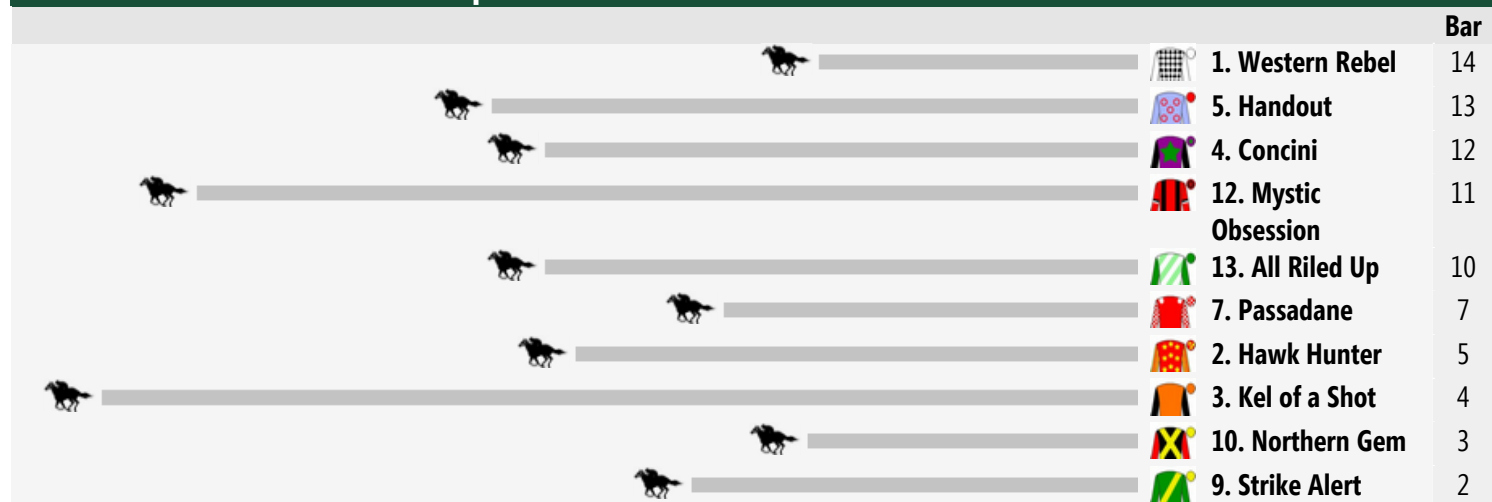 Bar
1. Western Rebel 14
5. Handout 13
4. Concini 12
12. Mystic 11
Obsession
13. All Riled Up 10
7. Passadane 7
2. Hawk Hunter 5
3. Kel of a Shot 4
10. Northern Gem 3
9. Strike Alert 2